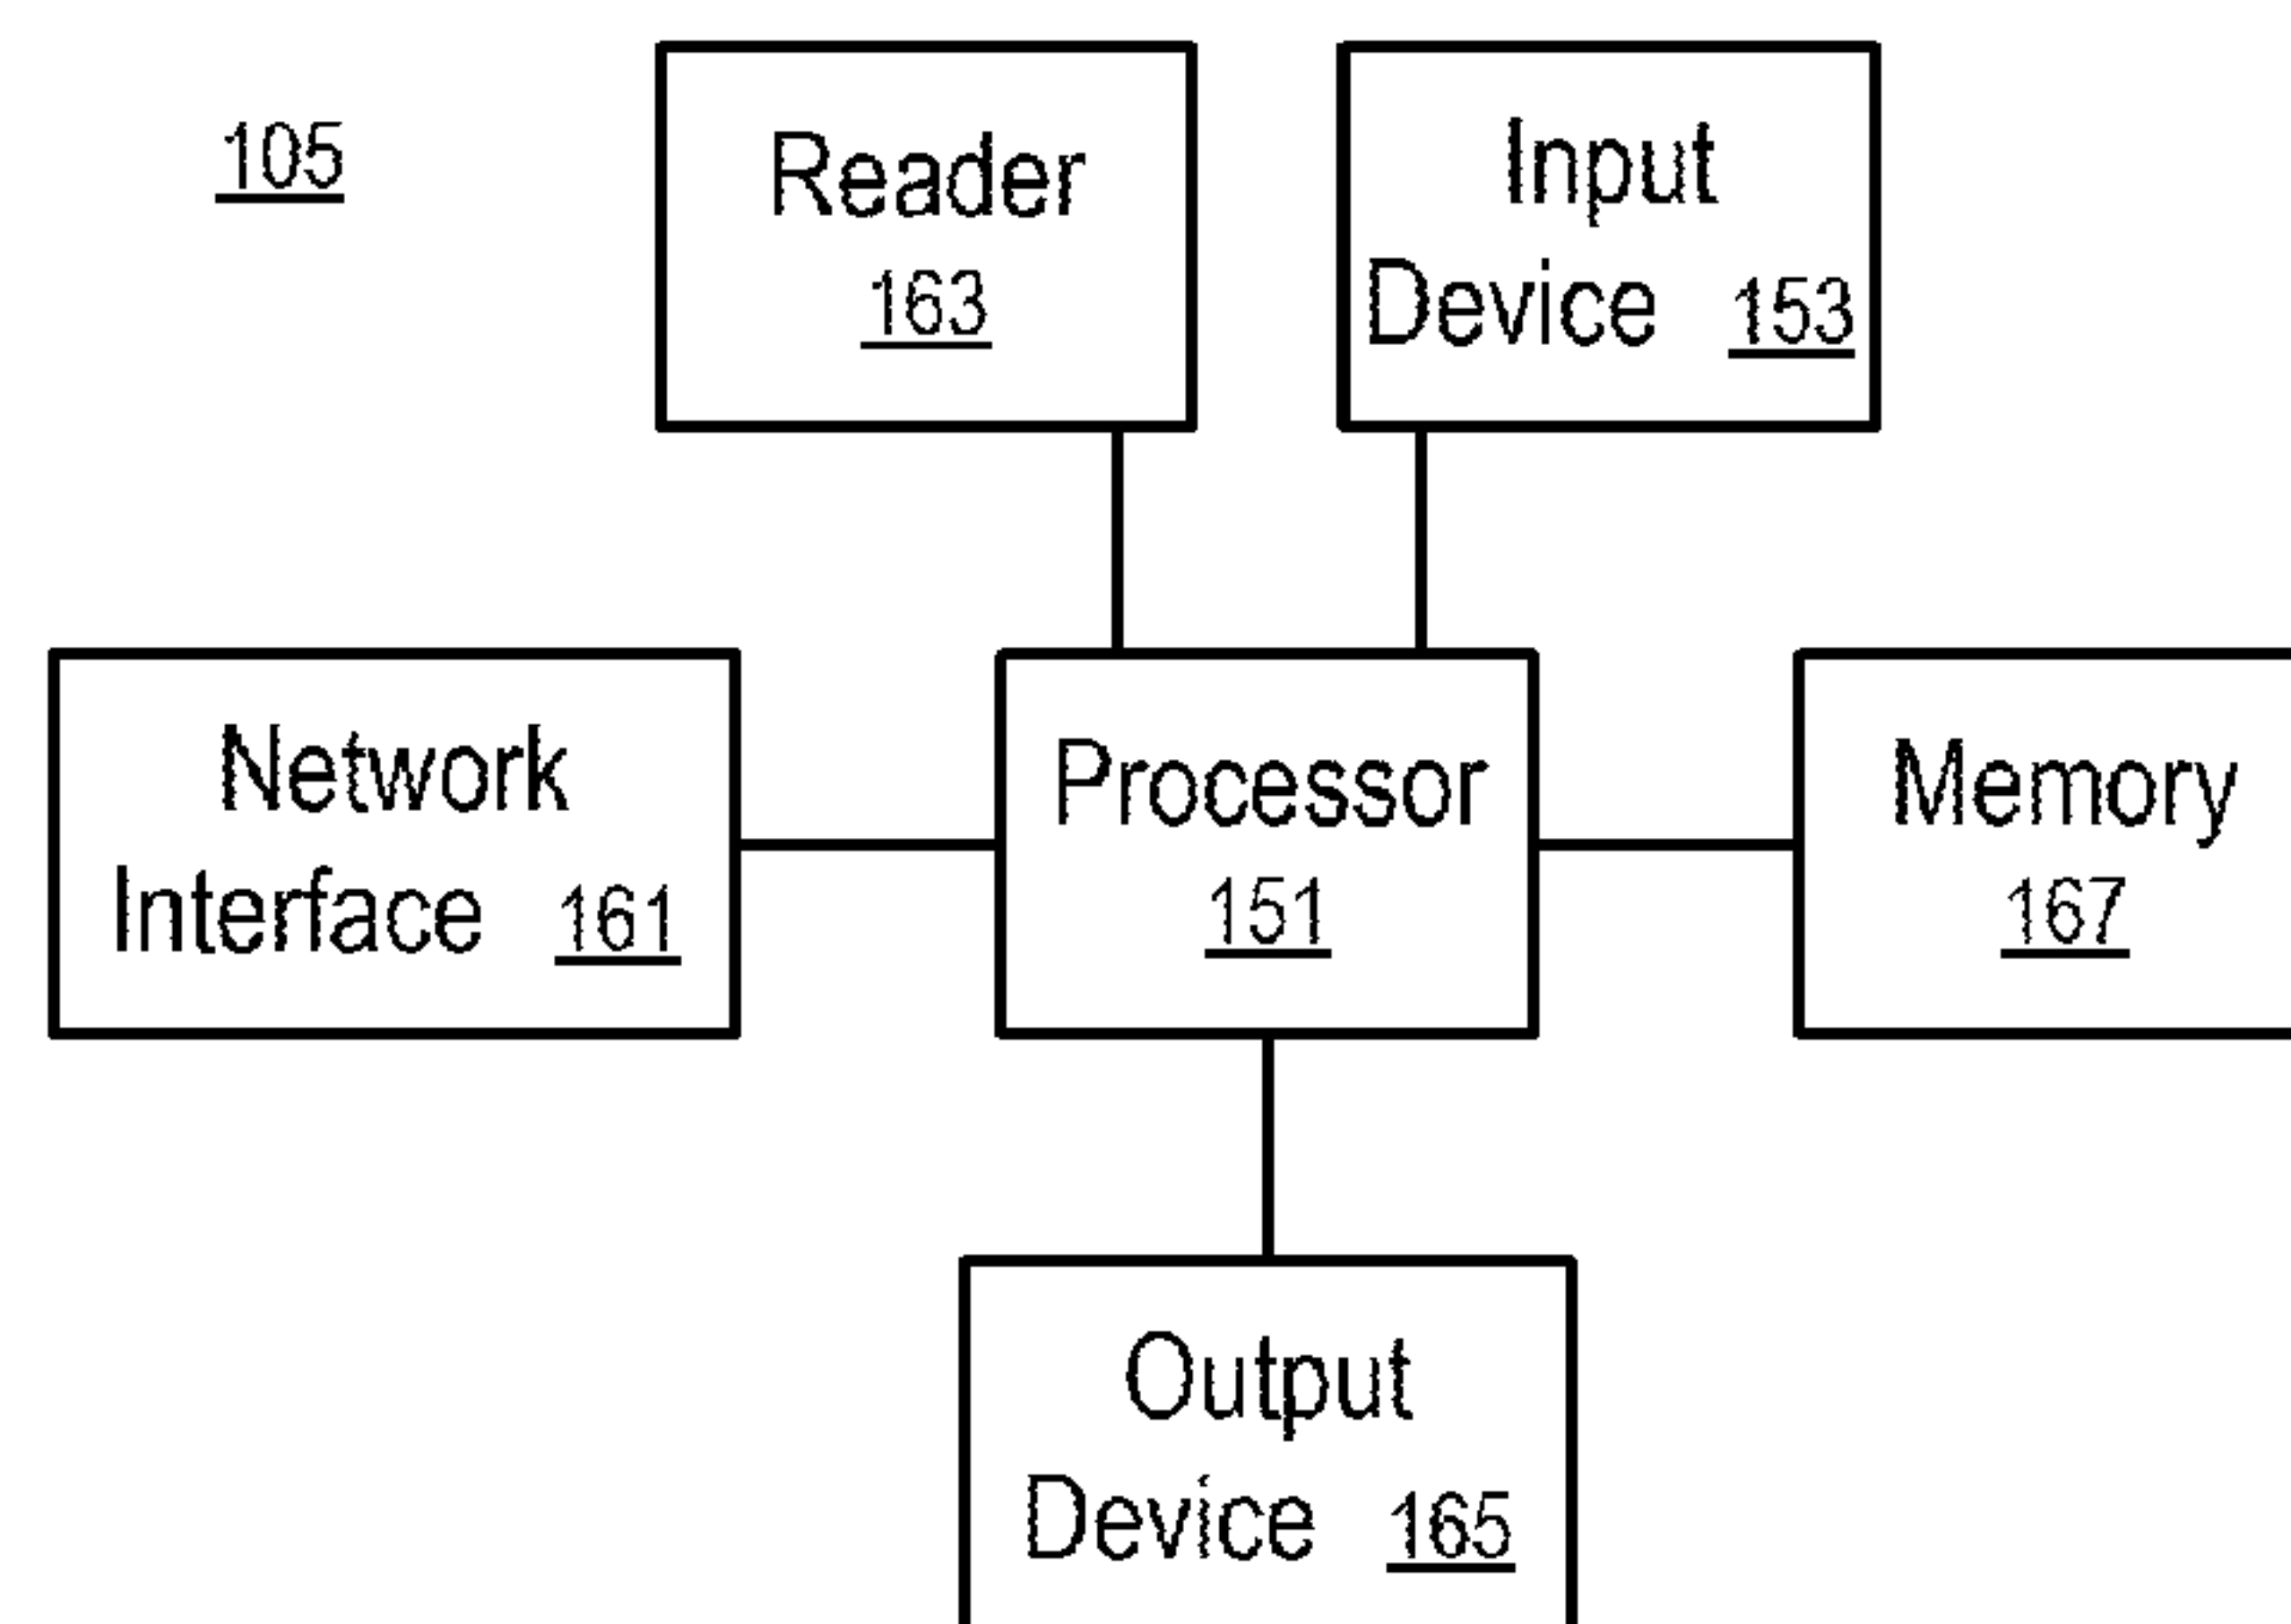 105
Reader
163
Input
Device 153
Network
Interface 161
Processor
151
Memory
167
Output
Device 165